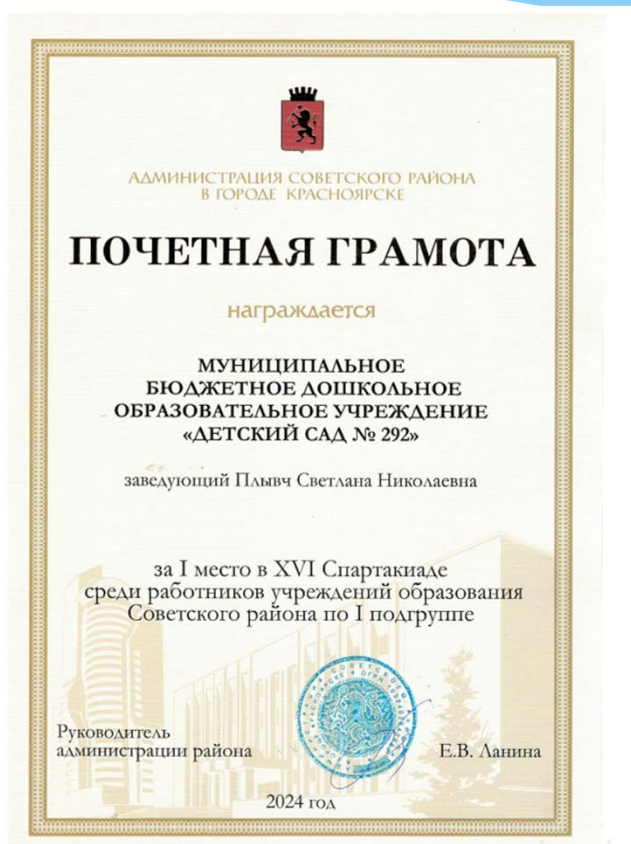 АДМИНИСТРАЦИЯ СОВЕТСКОГО РАЙОНА
В ГОРОДЕ КРАСНОЯРСКЕ
ПОЧЕТНАЯ ГРАМОТА
награждается
МУНИЦИПАЛЬНОЕ
БЮДЖЕТНОЕ ДОШКОЛЬНОЕ
ОБРАЗОВАТЕЛЬНОЕ УЧРЕЖДЕНИЕ
«ДЕТСКИЙ САД № 292»
заведующий Плывч Светлана Николаевна
за I место в XVI Спартакиаде
среди работников учреждений образования
Советского района по I подгруппе
Руководитель
администрации района
Е.В. Ланина
2024 год